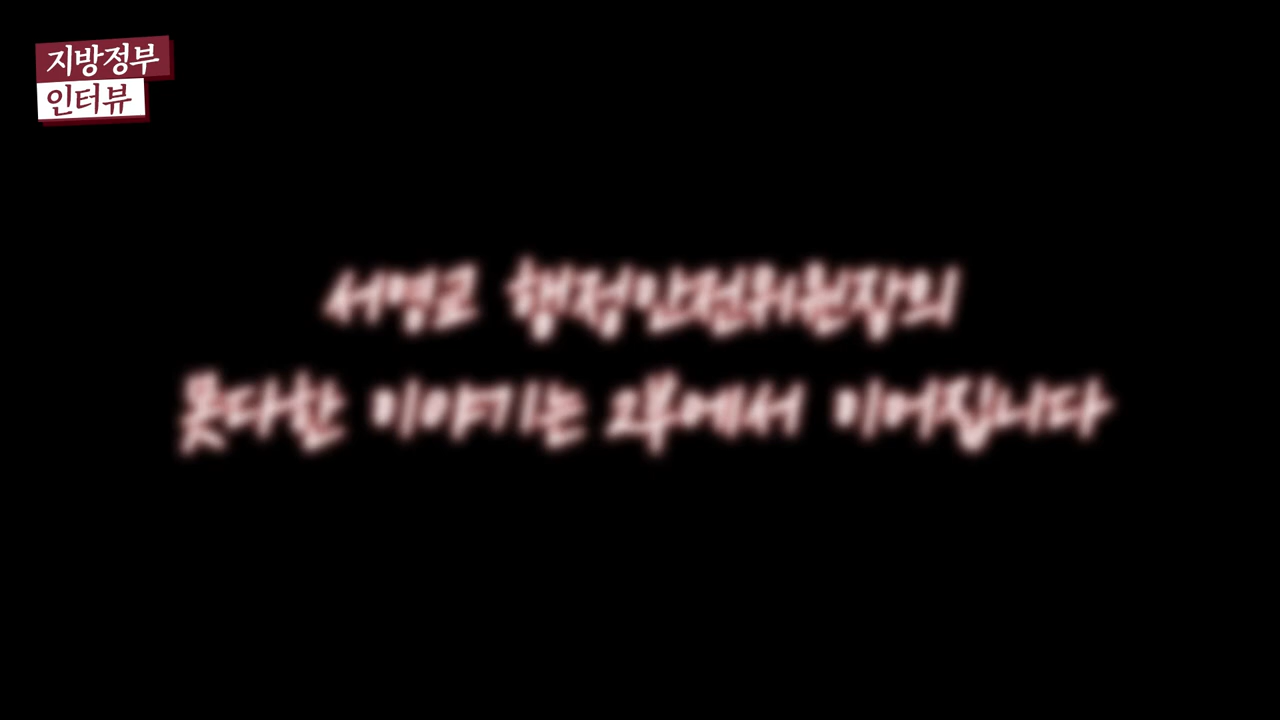 지방정부
인터뷰
서영교 행정안전위원장의
못다한 이야기는 2부에서 이어집니다